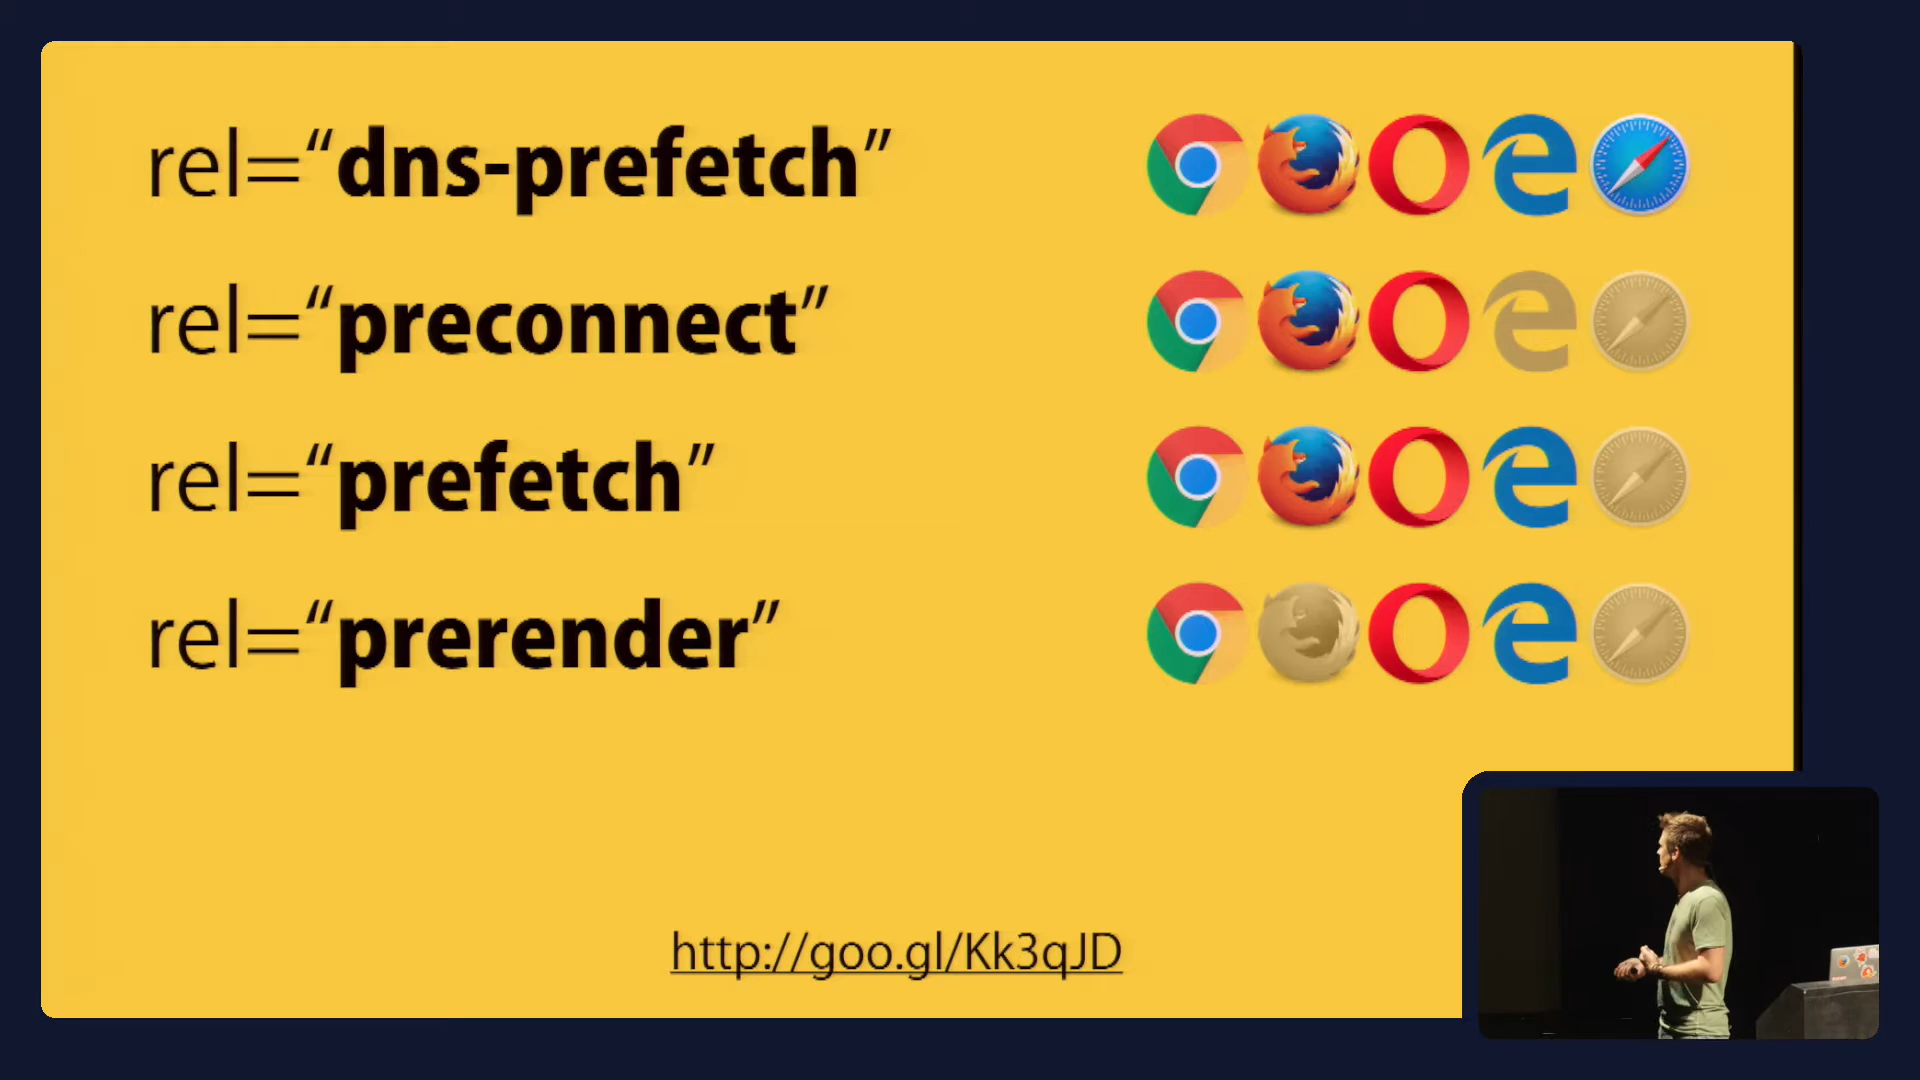 rel=“dns-prefetch”
rel=“preconnect”
rel=“prefetch”
rel=“prerender”
http://goo.gl/Kk3qJD